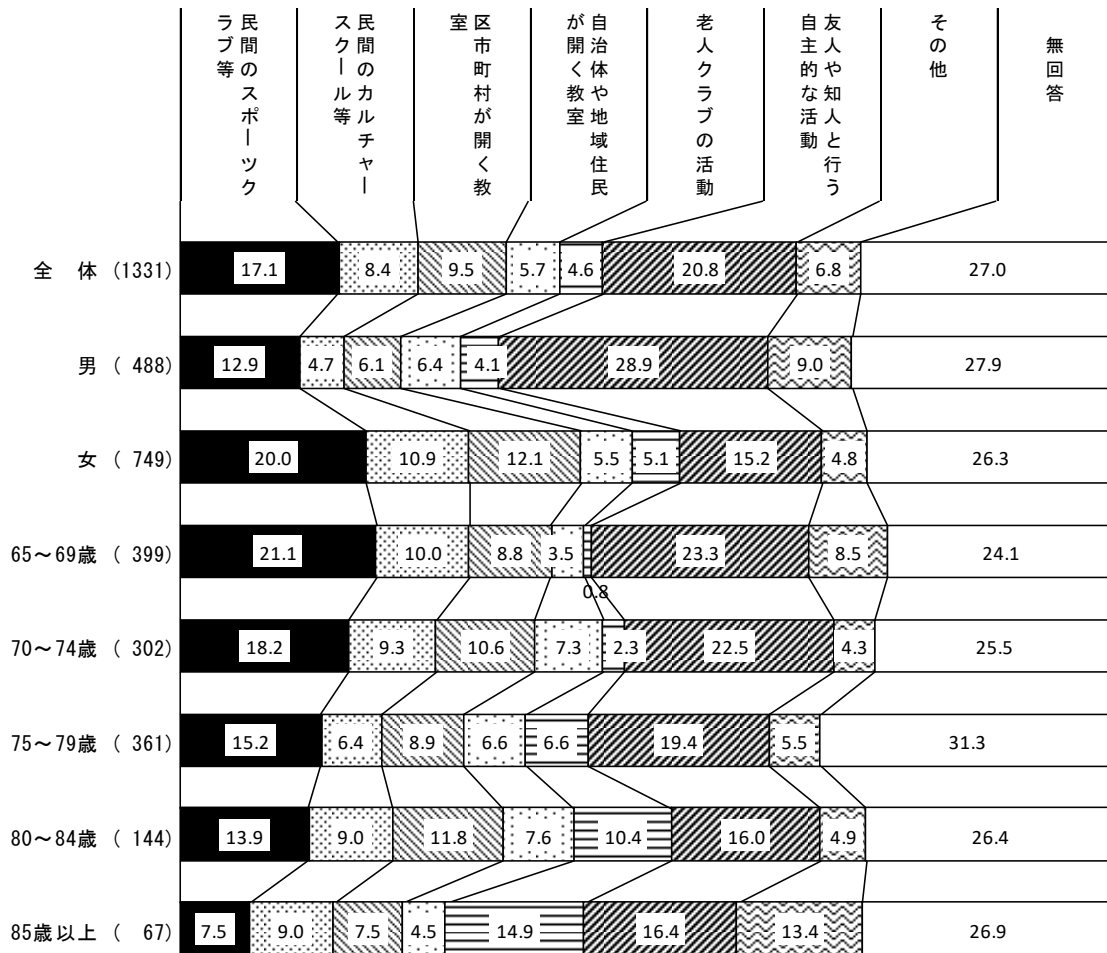 民間のスポーツク
ラブ等
民間のカルチャー
スクール等
区市町村が開く教
室
自治体や地域住民
が開く教室
老人クラブの活動
友人や知人と行う
自主的な活動
その他
無回答
全　体 (1331) 17.1 8.4 9.5 5.7 4.6 20.8 6.8 27.0
男 ( 488) 12.9 4.7 6.1 6.4 4.1 28.9 9.0 27.9
女 ( 749) 20.0 10.9 12.1 5.5 5.1 15.2 4.8 26.3
65～69歳 ( 399) 21.1 10.0 8.8 3.5 0.8 23.3 8.5 24.1
70～74歳 ( 302) 18.2 9.3 10.6 7.3 2.3 22.5 4.3 25.5
75～79歳 ( 361) 15.2 6.4 8.9 6.6 6.6 19.4 5.5 31.3
80～84歳 ( 144) 13.9 9.0 11.8 7.6 10.4 16.0 4.9 26.4
85歳以上 ( 67) 7.5 9.0 7.5 4.5 14.9 16.4 13.4 26.9